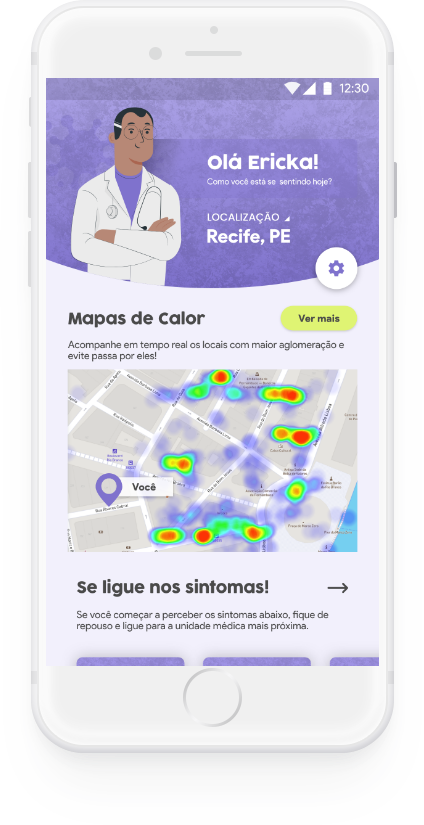 12:30
Olá Ericka!
Como você está se sentindo hoje?
LOCALIZAÇÃO
Recife, PE
Mapas de Calor
Ver mais
Acompanhe em tempo real os locais com maior aglomeração e
evite passa por eles!
Você
Se ligue nos sintomas!
Se você começar a perceber os sintomas abaixo, fique de
repouso e ligue para a unidade médica mais próxima.